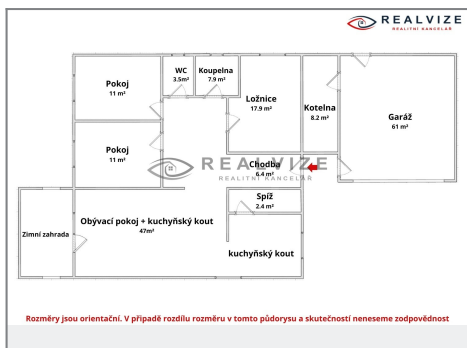 REALVIZE
REALITNÍ KANCELÁŘ
WC
3.5m²
Koupelna
7.9 m²
Pokoj
11 m²
Ložnice
17.9 m²
Kotelna
8.2 m²
Garáž
61 m²
Pokoj
11 m²
REALVIZE
REALITNÍ KANCELÁŘ
Chodba
6.4 m²
Spíž
2.4 m²
Obývací pokoj + kuchyňský kout
47m²
Zimní zahrada
kuchyňský kout
Rozměry jsou orientační. V případě rozdílu rozměru v tomto půdorysu a skutečností neneseme zodpovědnost